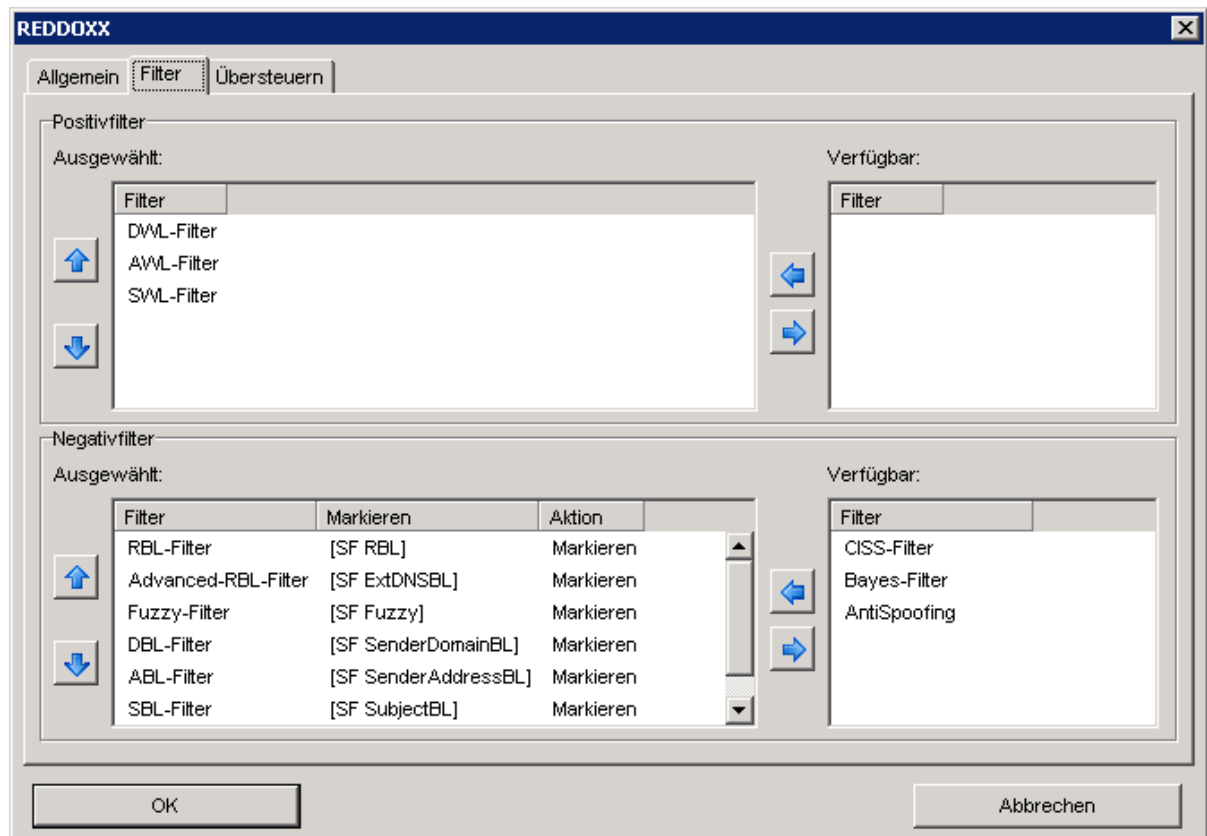 REDDOXX
Allgemein Filter Übersteuern
Positivfilter
Ausgewählt: Verfügbar:
Filter Filter
DWL-Filter
AWL-Filter
SWL-Filter
Negativfilter
Ausgewählt: Verfügbar:
Filter Markieren Aktion Filter
RBL-Filter [SF RBL] Markieren CISS-Filter
Advanced-RBL-Filter [SF ExtDNSBL] Markieren Bayes-Filter
Fuzzy-Filter [SF Fuzzy] Markieren AntiSpoofing
DBL-Filter [SF SenderDomainBL] Markieren
ABL-Filter [SF SenderAddressBL] Markieren
SBL-Filter [SF SubjectBL] Markieren
OK Abbrechen